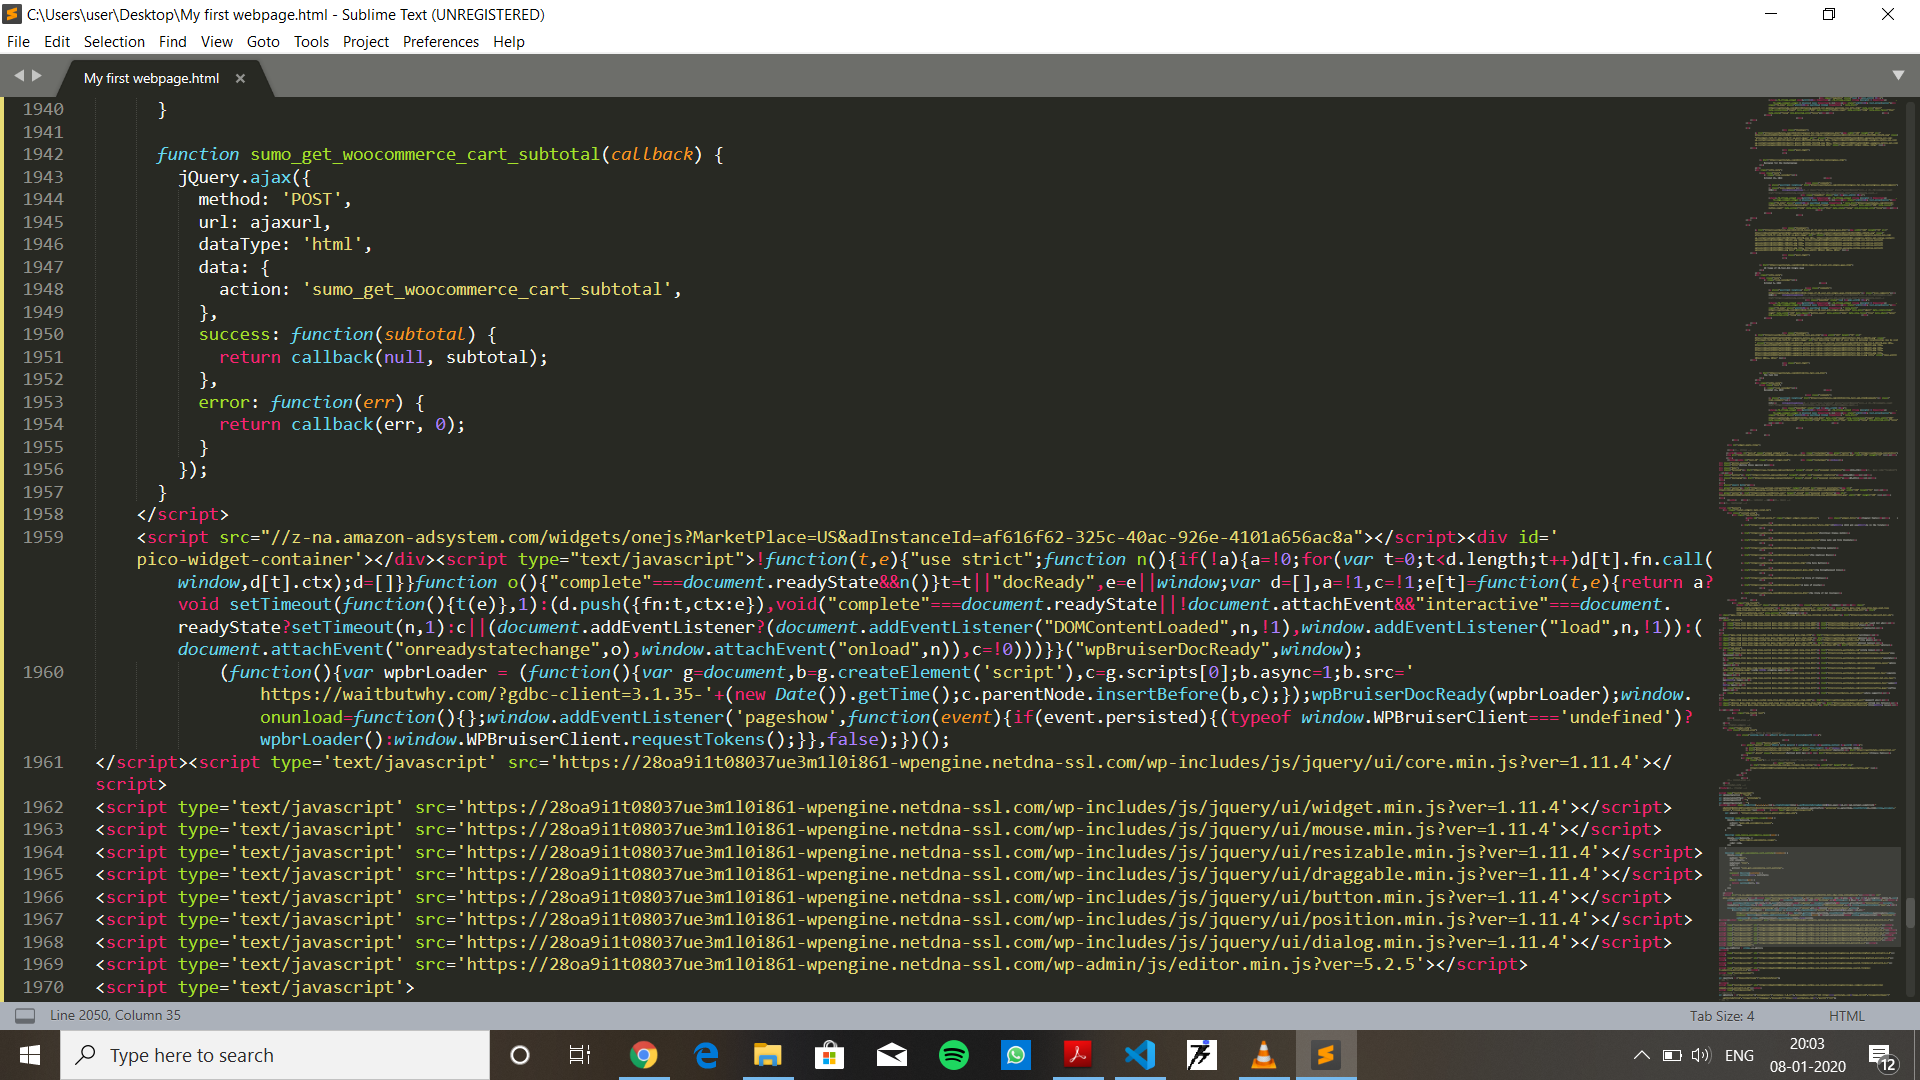 C:\Users\user\Desktop\My first webpage.html - Sublime Text (UNREGISTERED)
File Edit Selection Find View Goto Tools Project Preferences Help
My first webpage.html ×
1940 }
1941
1942 function sumo_get_woocommerce_cart_subtotal(callback) {
1943 jQuery.ajax({
1944 method: 'POST',
1945 url: ajaxurl,
1946 dataType: 'html',
1947 data: {
1948 action: 'sumo_get_woocommerce_cart_subtotal',
1949 },
1950 success: function(subtotal) {
1951 return callback(null, subtotal);
1952 },
1953 error: function(err) {
1954 return callback(err, 0);
1955 }
1956 });
1957 }
1958 </script>
1959 <script src="//z-na.amazon-adsystem.com/widgets/onejs?MarketPlace=US&adInstanceId=af616f62-325c-40ac-926e-4101a656ac8a"></script><div id='
pico-widget-container'></div><script type="text/javascript">!function(t,e){"use strict";function n(){if(!a){a=!0;for(var t=0;t<d.length;t++)d[t].fn.call(
window,d[t].ctx);d=[]}}function o(){"complete"===document.readyState&&n()}t=t||"docReady",e=e||window;var d=[],a=!1,c=!1;e[t]=function(t,e){return a?
void setTimeout(function(){t(e)},1):(d.push({fn:t,ctx:e}),void("complete"===document.readyState||!document.attachEvent&&"interactive"===document.
readyState?setTimeout(n,1):c||(document.addEventListener?(document.addEventListener("DOMContentLoaded",n,!1),window.addEventListener("load",n,!1)):(
document.attachEvent("onreadystatechange",o),window.attachEvent("onload",n)),c=!0)))}}("wpBruiserDocReady",window);
1960 (function(){var wpbrLoader = (function(){var g=document,b=g.createElement('script'),c=g.scripts[0];b.async=1;b.src='
https://waitbutwhy.com/?gdbc-client=3.1.35-'+(new Date()).getTime();c.parentNode.insertBefore(b,c);});wpBruiserDocReady(wpbrLoader);window.
onunload=function(){};window.addEventListener('pageshow',function(event){if(event.persisted){(typeof window.WPBruiserClient==='undefined')?
wpbrLoader():window.WPBruiserClient.requestTokens();}},false);})();
1961 </script><script type='text/javascript' src='https://28oa9i1t08037ue3m1l0i861-wpengine.netdna-ssl.com/wp-includes/js/jquery/ui/core.min.js?ver=1.11.4'></
script>
1962 <script type='text/javascript' src='https://28oa9i1t08037ue3m1l0i861-wpengine.netdna-ssl.com/wp-includes/js/jquery/ui/widget.min.js?ver=1.11.4'></script>
1963 <script type='text/javascript' src='https://28oa9i1t08037ue3m1l0i861-wpengine.netdna-ssl.com/wp-includes/js/jquery/ui/mouse.min.js?ver=1.11.4'></script>
1964 <script type='text/javascript' src='https://28oa9i1t08037ue3m1l0i861-wpengine.netdna-ssl.com/wp-includes/js/jquery/ui/resizable.min.js?ver=1.11.4'></script>
1965 <script type='text/javascript' src='https://28oa9i1t08037ue3m1l0i861-wpengine.netdna-ssl.com/wp-includes/js/jquery/ui/draggable.min.js?ver=1.11.4'></script>
1966 <script type='text/javascript' src='https://28oa9i1t08037ue3m1l0i861-wpengine.netdna-ssl.com/wp-includes/js/jquery/ui/button.min.js?ver=1.11.4'></script>
1967 <script type='text/javascript' src='https://28oa9i1t08037ue3m1l0i861-wpengine.netdna-ssl.com/wp-includes/js/jquery/ui/position.min.js?ver=1.11.4'></script>
1968 <script type='text/javascript' src='https://28oa9i1t08037ue3m1l0i861-wpengine.netdna-ssl.com/wp-includes/js/jquery/ui/dialog.min.js?ver=1.11.4'></script>
1969 <script type='text/javascript' src='https://28oa9i1t08037ue3m1l0i861-wpengine.netdna-ssl.com/wp-admin/js/editor.min.js?ver=5.2.5'></script>
1970 <script type='text/javascript'>
Line 2050, Column 35 Tab Size: 4 HTML
Type here to search
ENG
20:03
08-01-2020
12